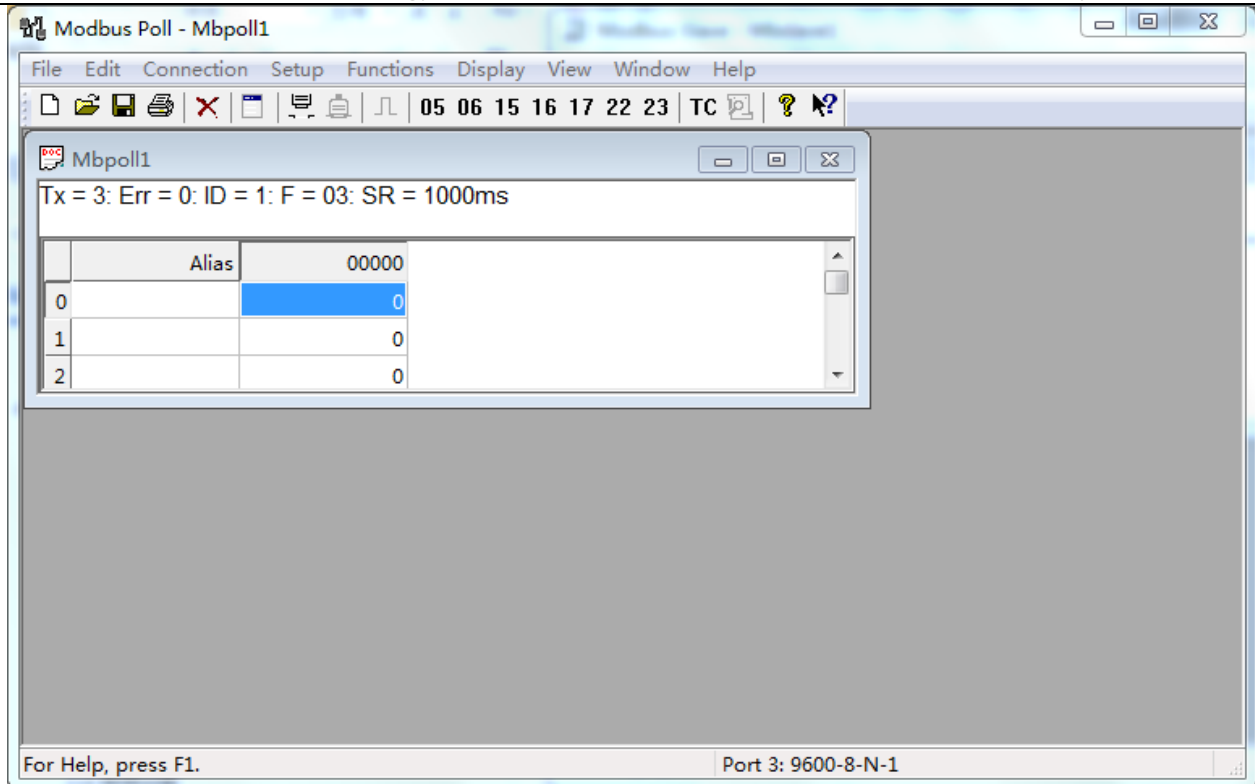 Modbus Poll - Mbpoll1
File Edit Connection Setup Functions Display View Window Help
05 06 15 16 17 22 23 TC
Mbpoll1
Tx = 3: Err = 0: ID = 1: F = 03: SR = 1000ms
Alias 00000
0 0
1 0
2 0
For Help, press F1. Port 3: 9600-8-N-1